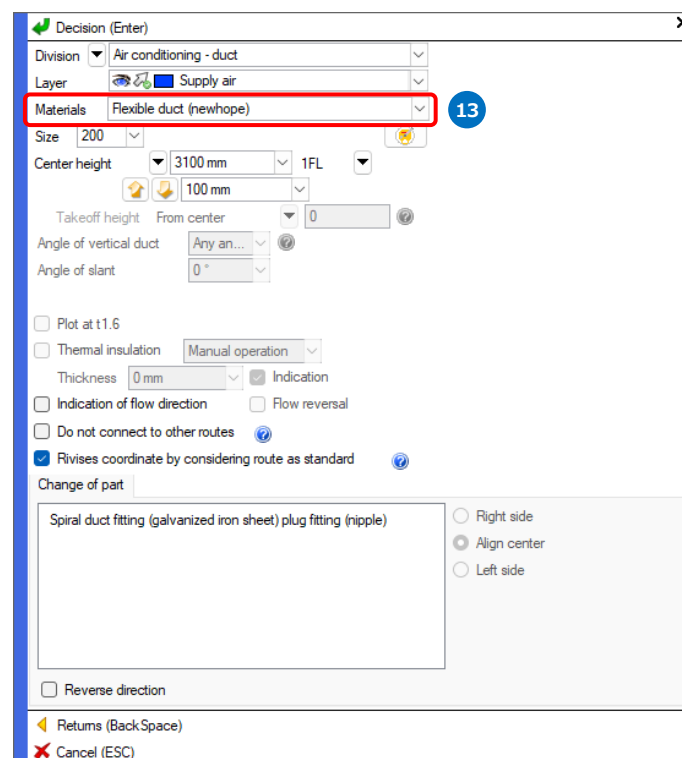 Decision (Enter)
Division Air conditioning - duct
Layer Supply air
Materials Flexible duct (newhope) 13
Size 200
Center height 3100 mm 1FL
100 mm
Takeoff height From center 0
Angle of vertical duct Any an...
Angle of slant 0 °
Plot at t1.6
Thermal insulation Manual operation
Thickness 0 mm Indication
Indication of flow direction Flow reversal
Do not connect to other routes
Rivises coordinate by considering route as standard
Change of part
Spiral duct fitting (galvanized iron sheet) plug fitting (nipple)
Right side
Align center
Left side
Reverse direction
Returns (BackSpace)
Cancel (ESC)